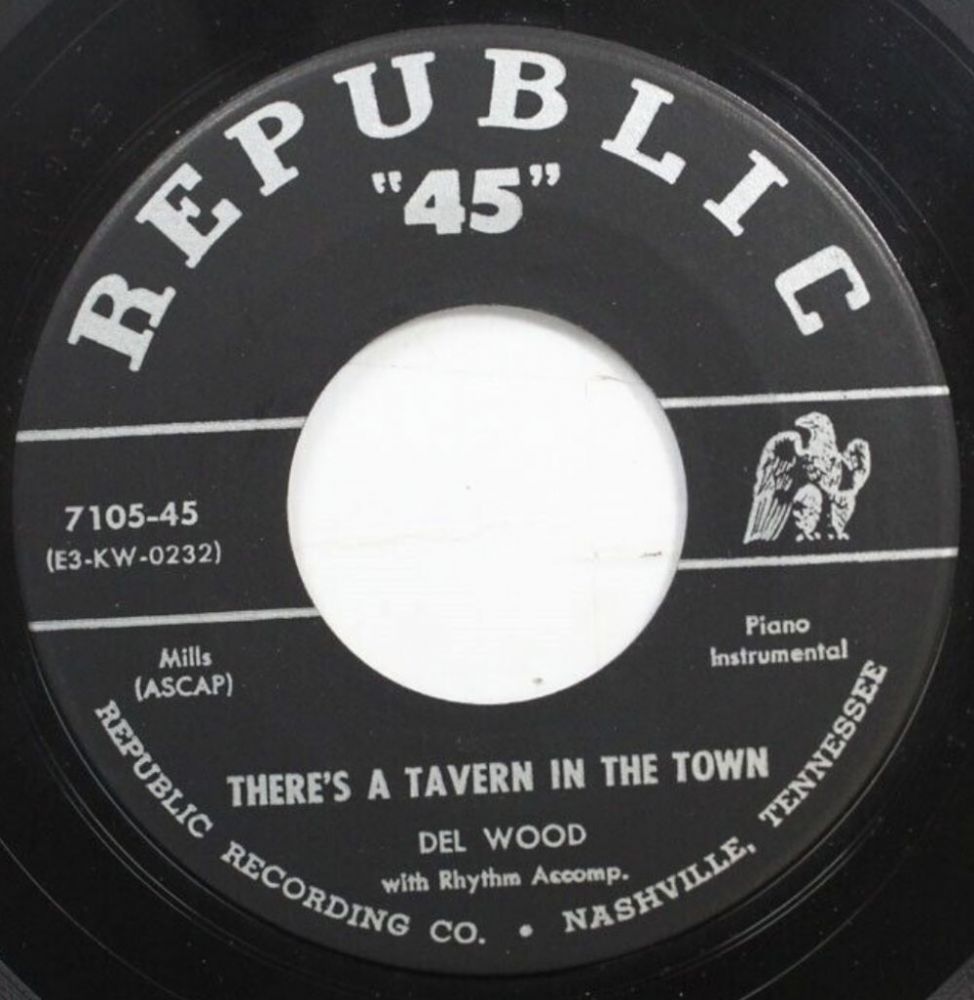 REPUBLIC
"45"
7105-45
(E3-KW-0232)
Mills
(ASCAP)
Piano
Instrumental
THERE'S A TAVERN IN THE TOWN
DEL WOOD
with Rhythm Accomp.
REPUBLIC RECORDING CO. • NASHVILLE, TENNESSEE